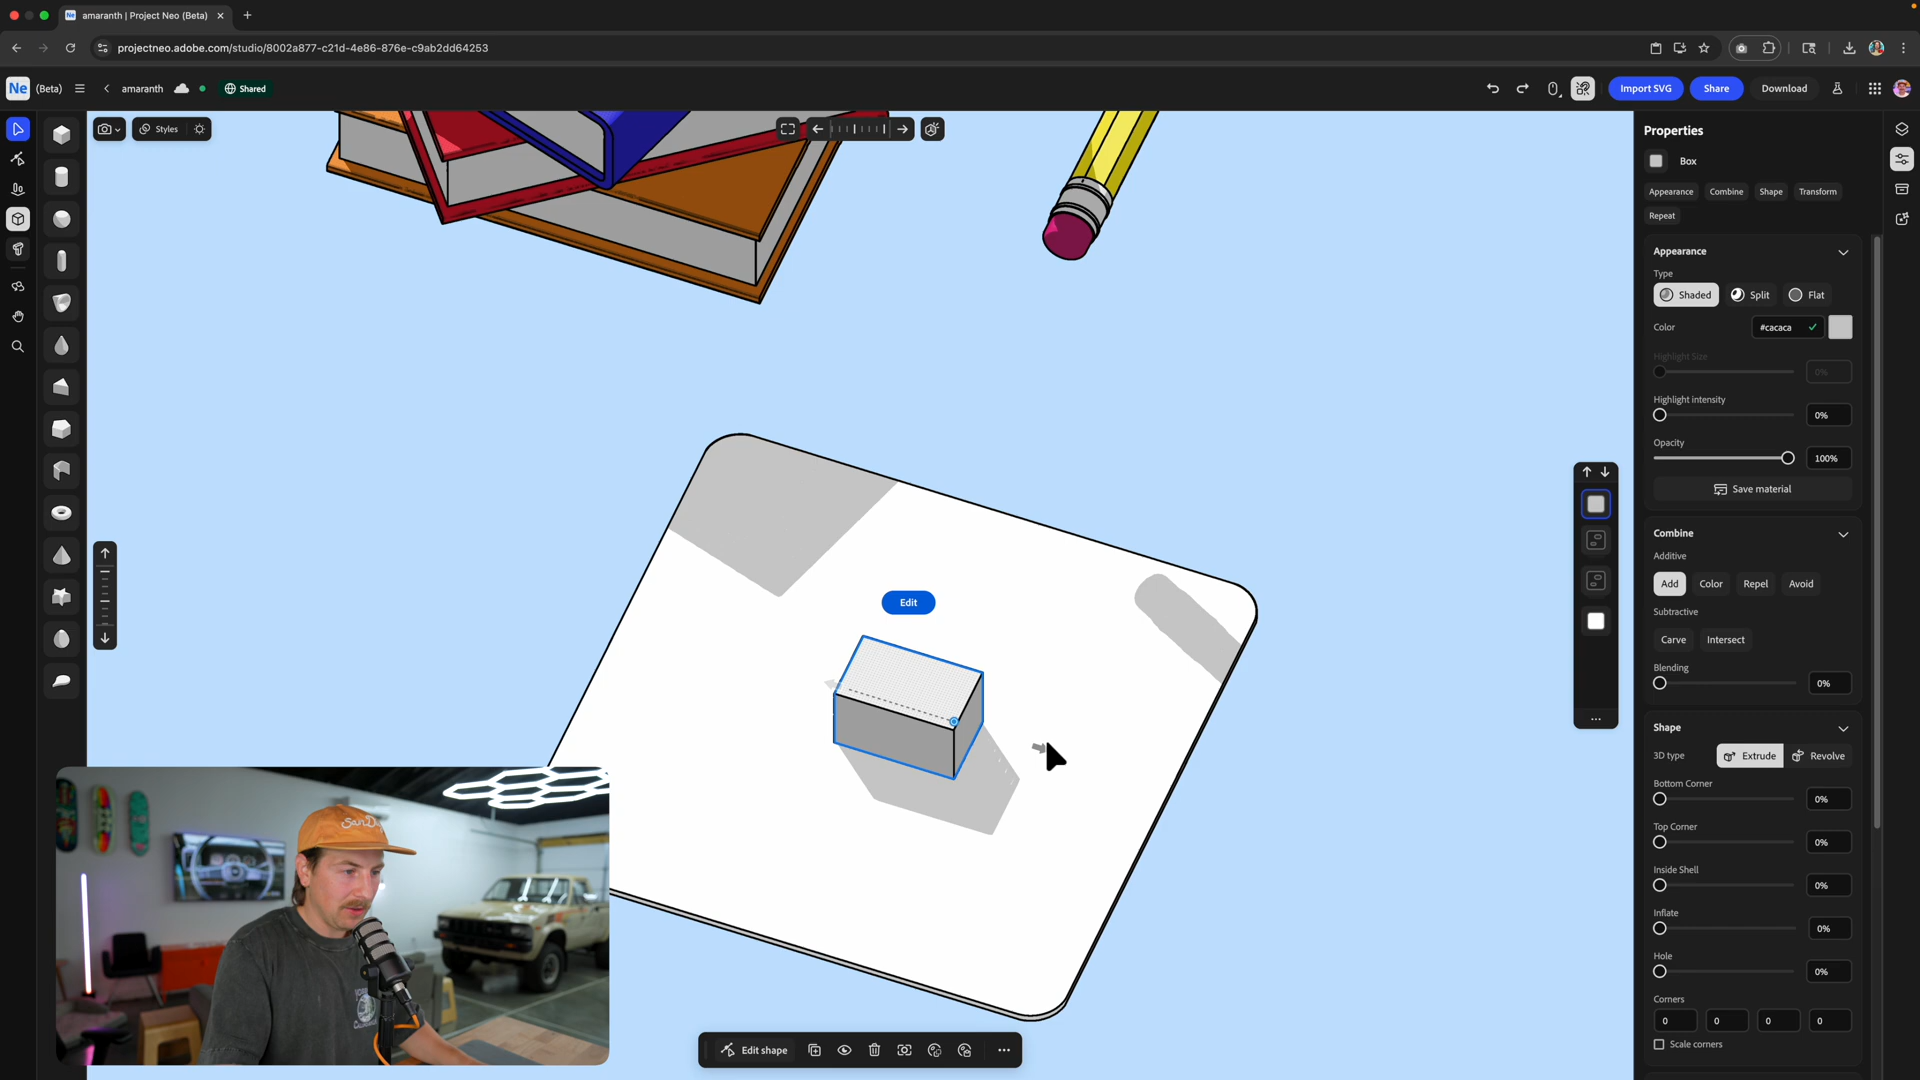 Ne amaranth | Project Neo (Beta)
projectneo.adobe.com/studio/8002a877-c21d-4e86-876e-c9ab2dd64253
Ne (Beta) amaranth Shared Import SVG Share Download
Styles
Properties
Box
Appearance Combine Shape Transform
Repeat
Appearance
Type
Shaded Split Flat
Color #cacaca
Highlight Size
0%
Highlight intensity
0%
Opacity
100%
Save material
Combine
Additive
Add Color Repel Avoid
Subtractive
Carve Intersect
Blending
0%
Shape
3D type Extrude Revolve
Bottom Corner
0%
Top Corner
0%
Inside Shell
0%
Inflate
0%
Hole
0%
Corners
0 0 0 0
Scale corners
Edit
Edit shape